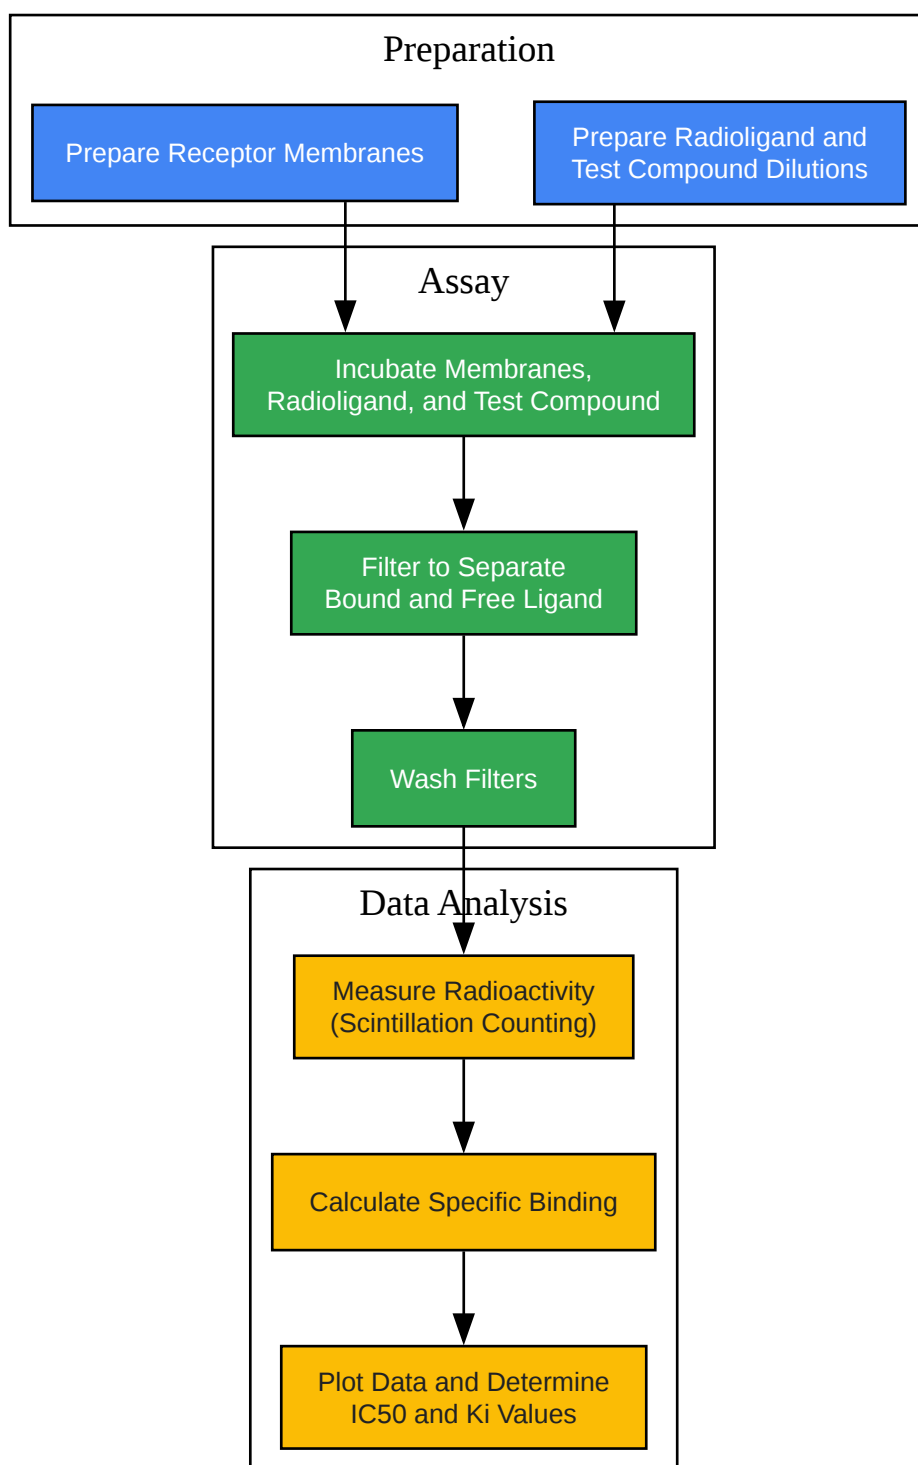 Preparation
Prepare Receptor Membranes
Prepare Radioligand and
Test Compound Dilutions
Assay
Incubate Membranes,
Radioligand, and Test Compound
Filter to Separate
Bound and Free Ligand
Wash Filters
Data Analysis
Measure Radioactivity
(Scintillation Counting)
Calculate Specific Binding
Plot Data and Determine
IC50 and Ki Values